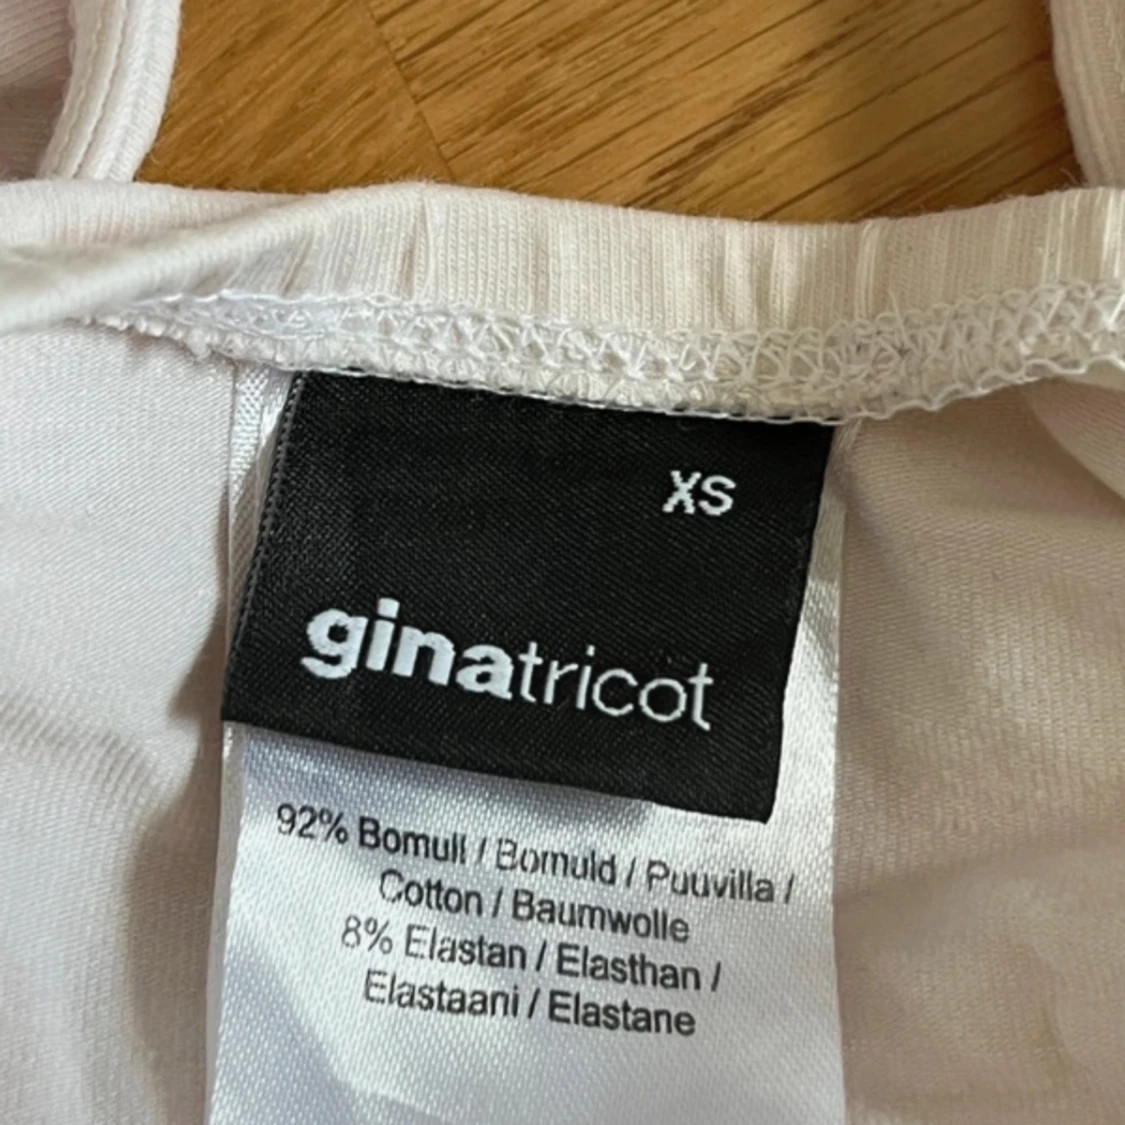 XS
ginatricot
92% Bomull / Bomuld / Puuvilla /
Cotton / Baumwolle
8% Elastan / Elasthan /
Elastaani / Elastane